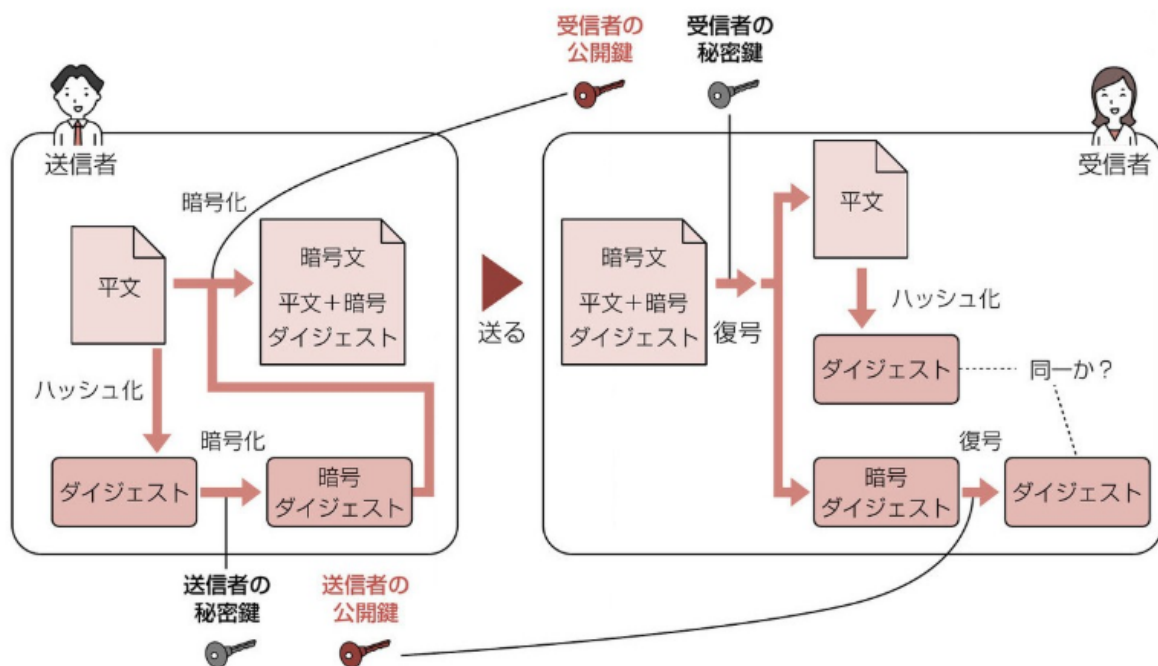 受信者の
公開鍵
受信者の
秘密鍵
送信者
受信者
暗号化
平文
暗号文
平文＋暗号
ダイジェスト
ハッシュ化
暗号化
ダイジェスト
暗号
ダイジェスト
送る
暗号文
平文＋暗号
ダイジェスト
復号
平文
ハッシュ化
ダイジェスト
同一か？
暗号
ダイジェスト
復号
ダイジェスト
送信者の
秘密鍵
送信者の
公開鍵